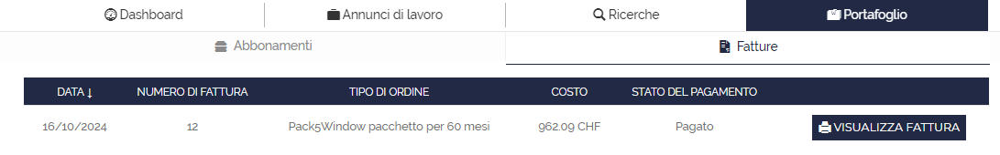 Dashboard Annunci di lavoro Ricerche Portafoglio
Abbonamenti Fatture
DATA ↓ NUMERO DI FATTURA TIPO DI ORDINE COSTO STATO DEL PAGAMENTO
16/10/2024 12 Pack5Window pacchetto per 60 mesi 962.09 CHF Pagato VISUALIZZA FATTURA